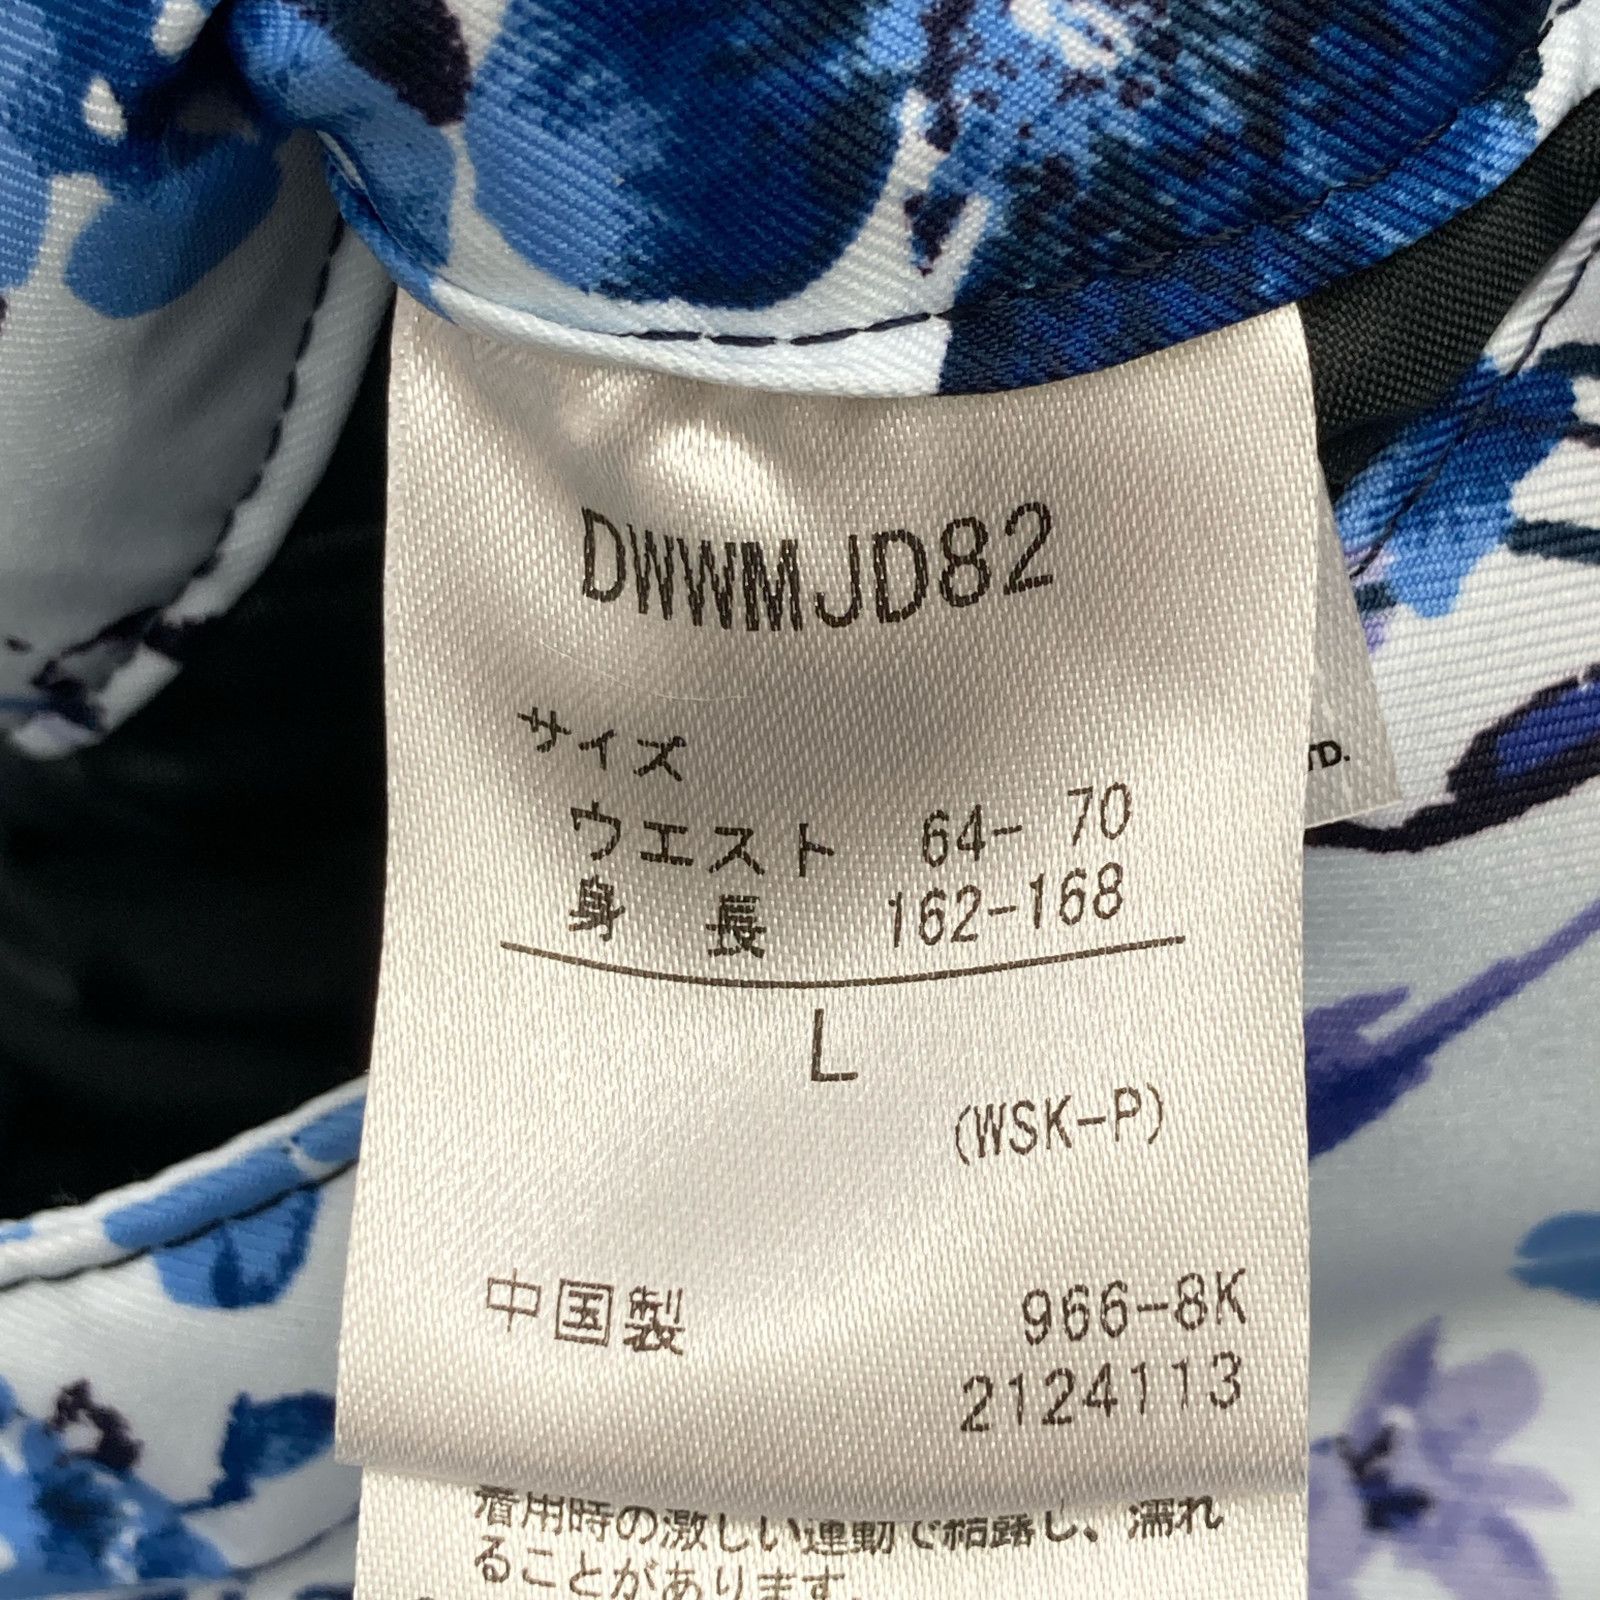 DWWMJD82
サイズ
ウエスト 64- 70
身 長 162-168
L
(WSK-P)
中国製 966-8K
2124113
着用時の激しい運動で結露し、濡れ
ることがあります。
TD.